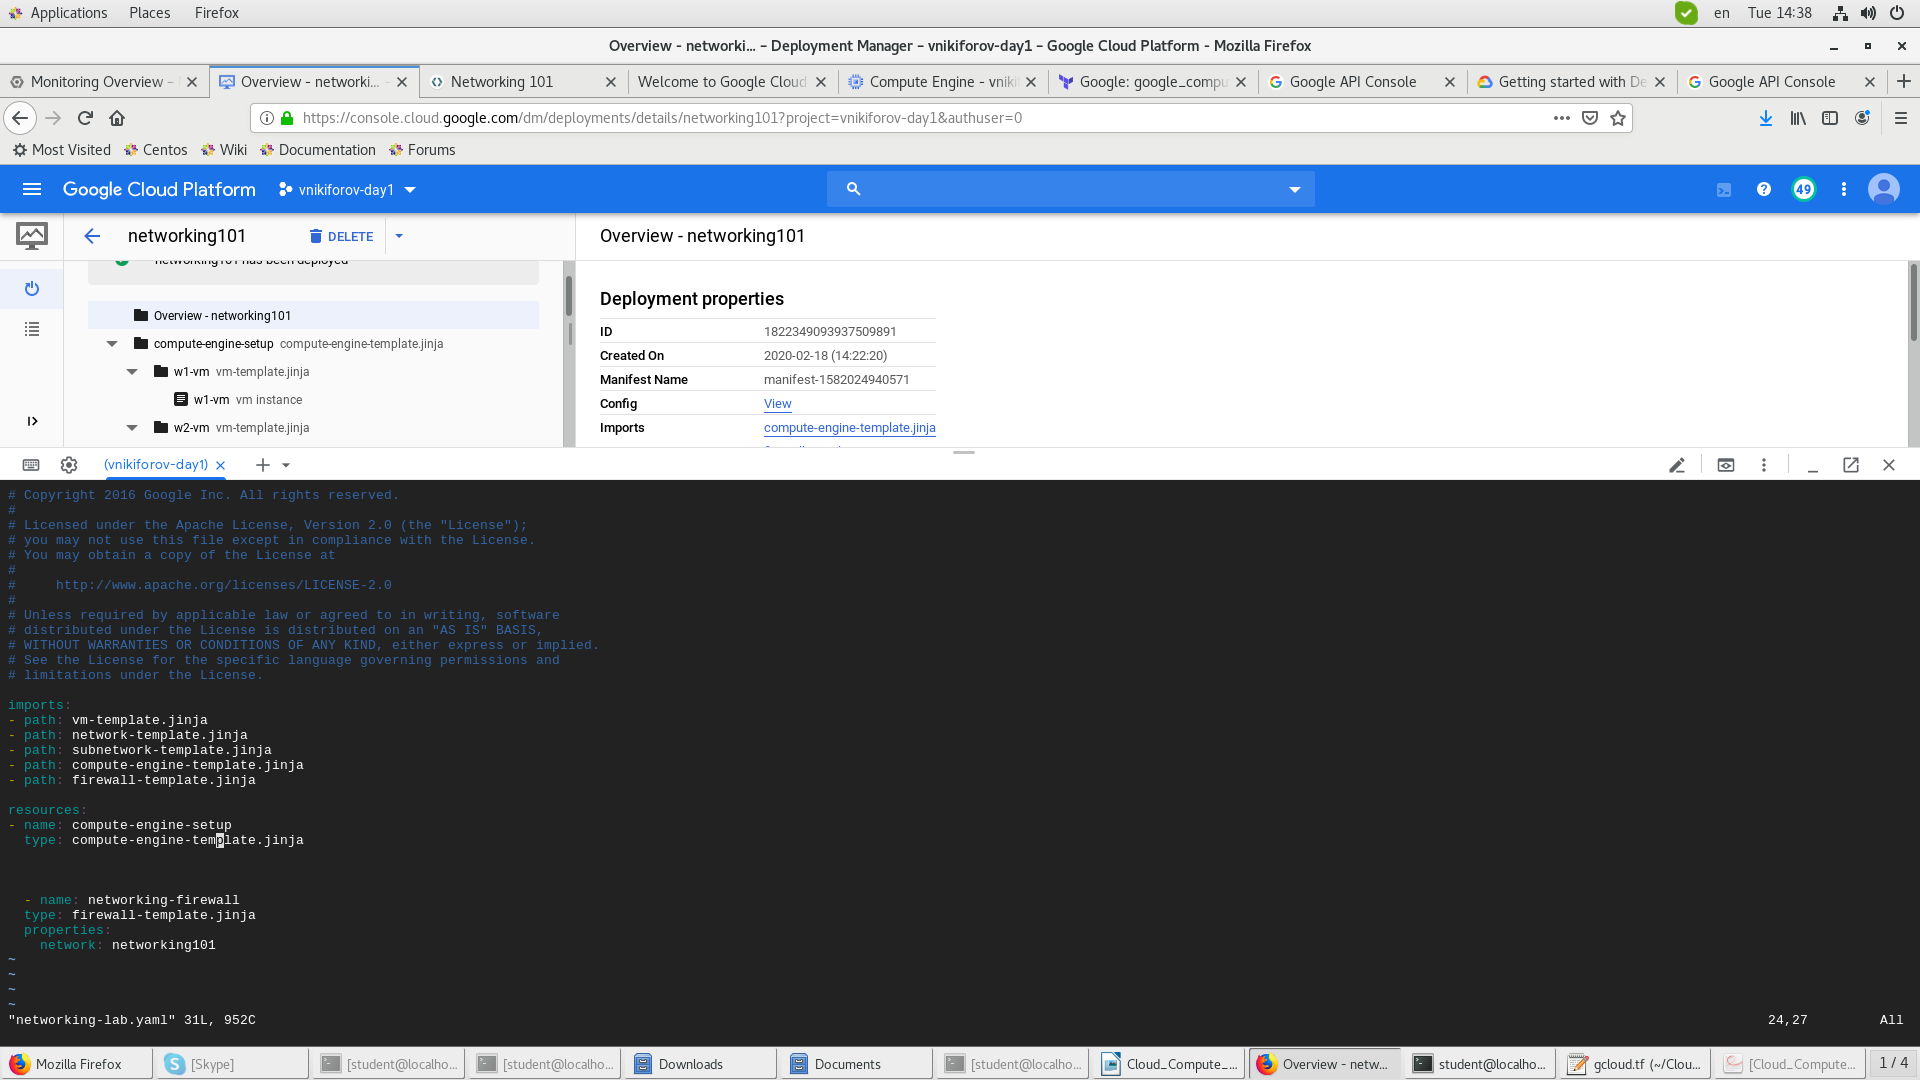 Applications Places Firefox en Tue 14:38
Overview - networki... – Deployment Manager – vnikiforov-day1 – Google Cloud Platform - Mozilla Firefox
Monitoring Overview – Overview - networki... – Networking 101 Welcome to Google Cloud Compute Engine - vniki Google: google_compu Google API Console Getting started with De Google API Console
https://console.cloud.google.com/dm/deployments/details/networking101?project=vnikiforov-day1&authuser=0
Most Visited Centos Wiki Documentation Forums
Google Cloud Platform vnikiforov-day1 49
networking101 DELETE Overview - networking101
networking101 has been deployed
Deployment properties
Overview - networking101
ID 1822349093937509891
compute-engine-setup compute-engine-template.jinja
Created On 2020-02-18 (14:22:20)
w1-vm vm-template.jinja
Manifest Name manifest-1582024940571
w1-vm vm instance
Config View
w2-vm vm-template.jinja
Imports compute-engine-template.jinja
(vnikiforov-day1)
# Copyright 2016 Google Inc. All rights reserved.
#
# Licensed under the Apache License, Version 2.0 (the "License");
# you may not use this file except in compliance with the License.
# You may obtain a copy of the License at
#
#     http://www.apache.org/licenses/LICENSE-2.0
#
# Unless required by applicable law or agreed to in writing, software
# distributed under the License is distributed on an "AS IS" BASIS,
# WITHOUT WARRANTIES OR CONDITIONS OF ANY KIND, either express or implied.
# See the License for the specific language governing permissions and
# limitations under the License.
imports:
- path: vm-template.jinja
- path: network-template.jinja
- path: subnetwork-template.jinja
- path: compute-engine-template.jinja
- path: firewall-template.jinja
resources:
- name: compute-engine-setup
  type: compute-engine-template.jinja
  - name: networking-firewall
  type: firewall-template.jinja
  properties:
    network: networking101
~
~
~
~
"networking-lab.yaml" 31L, 952C 24,27 All
Mozilla Firefox [Skype] [student@localho... [student@localho... Downloads Documents [student@localho... Cloud_Compute_... Overview - netw... student@localho... gcloud.tf (~/Clou... [Cloud_Compute... 1 / 4